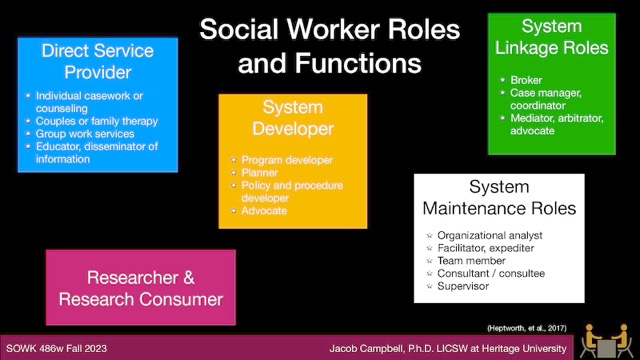 Social Worker Roles
and Functions
Direct Service
Provider
Individual casework or
counseling
Couples or family therapy
Group work services
Educator, disseminator of
information
System
Developer
Program developer
Planner
Policy and procedure
developer
Advocate
System
Linkage Roles
Broker
Case manager,
coordinator
Mediator, arbitrator,
advocate
System
Maintenance Roles
Organizational analyst
Facilitator, expediter
Team member
Consultant / consultee
Supervisor
Researcher &
Research Consumer
(Heptworth, et al., 2017)
SOWK 486w Fall 2023
Jacob Campbell, Ph.D. LICSW at Heritage University